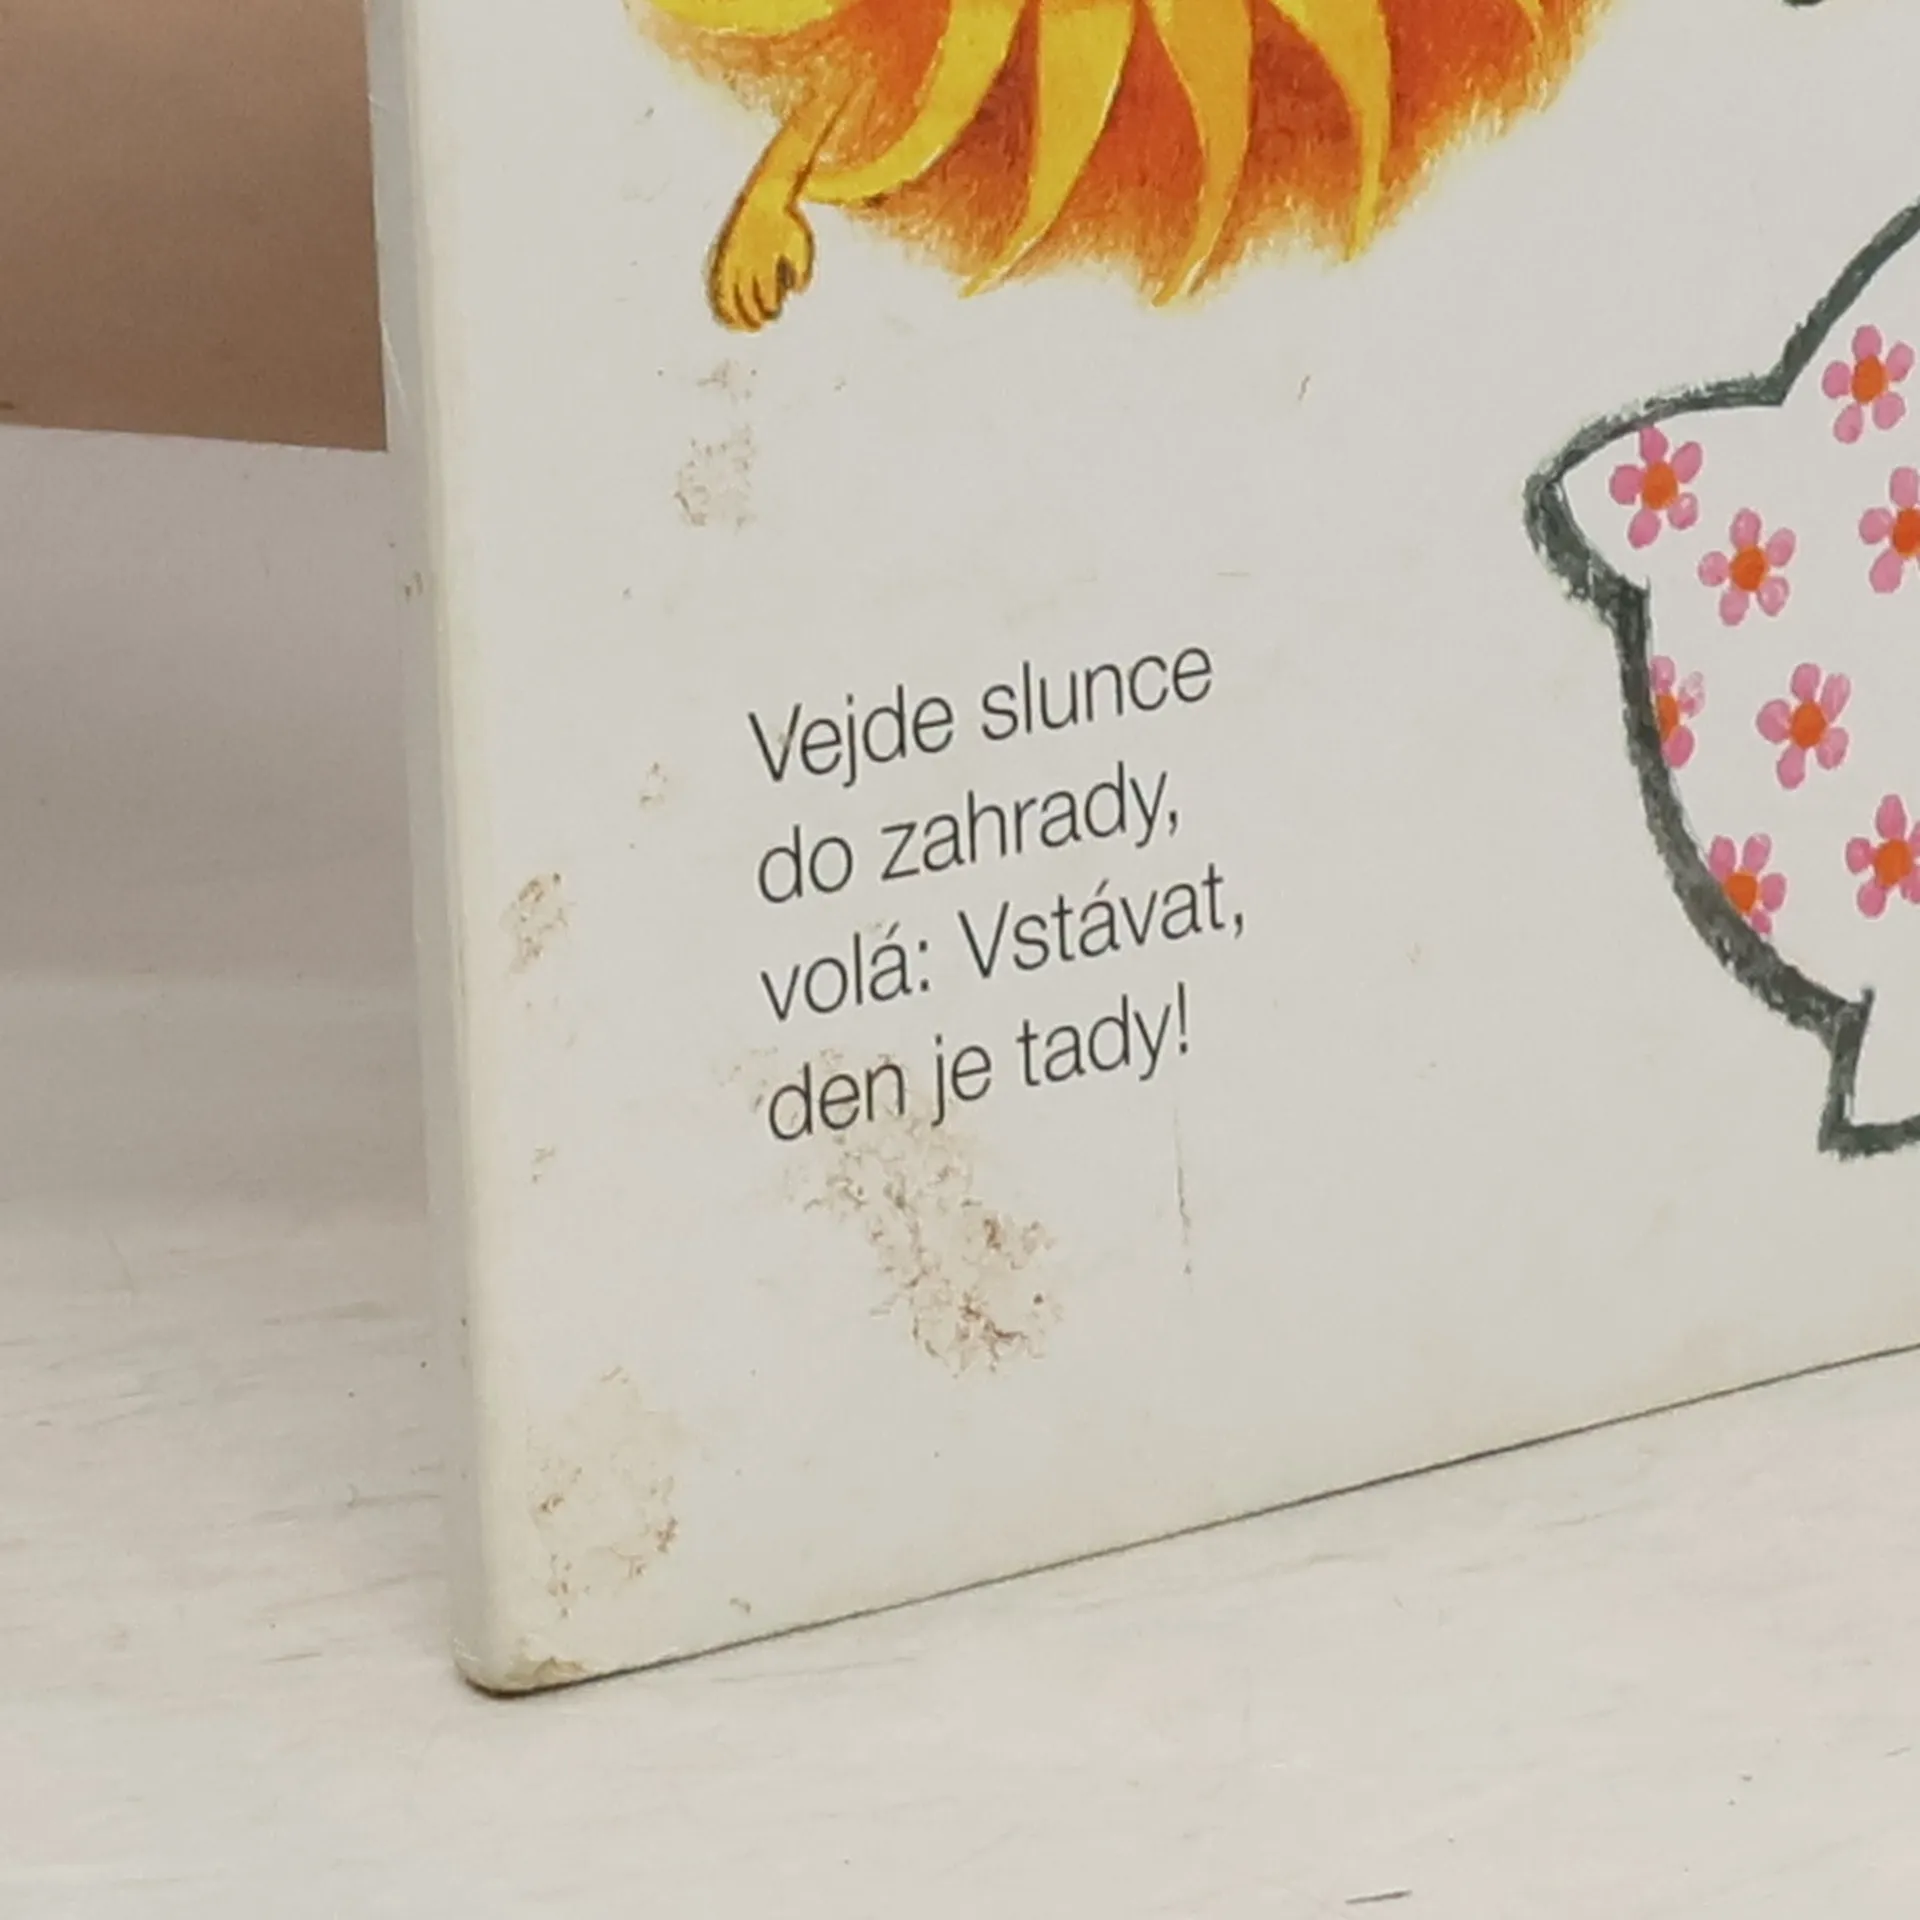 Vejde slunce
do zahrady,
volá: Vstávat,
den je tady!